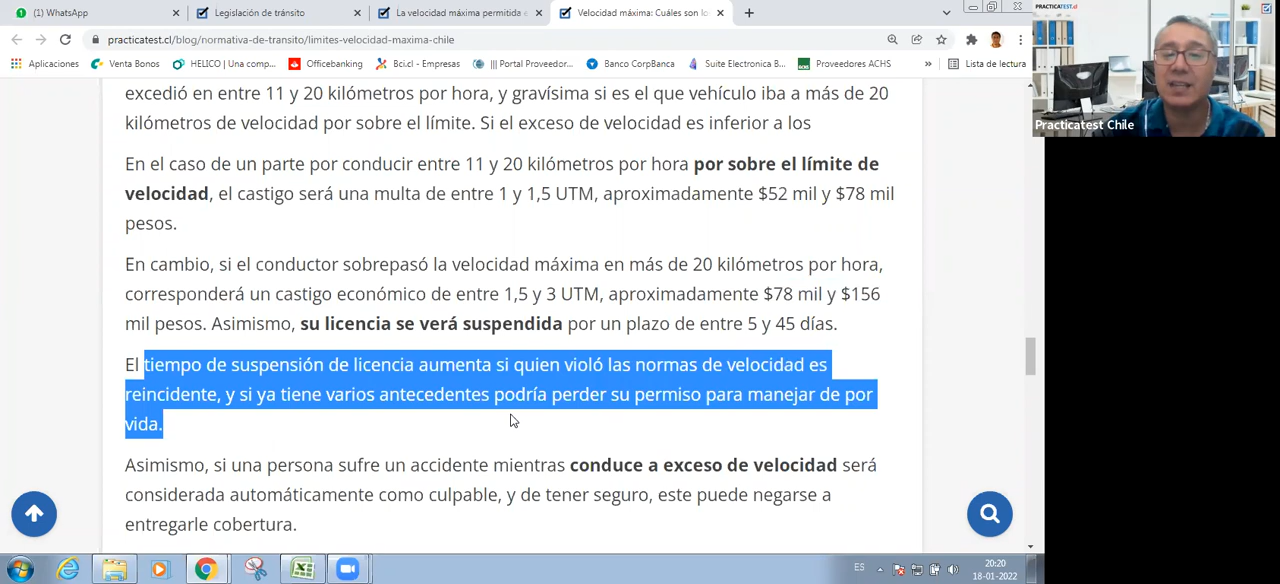 (1) WhatsApp
Legislación de tránsito
La velocidad máxima permitida e
Velocidad máxima: Cuáles son lo
practicatest.cl/blog/normativa-de-transito/limites-velocidad-maxima-chile
Aplicaciones
Venta Bonos
HELICO | Una comp...
Officebanking
Bci.cl - Empresas
||| Portal Proveedor...
Banco CorpBanca
Suite Electronica B...
Proveedores ACHS
»
Lista de lectura
excedió en entre 11 y 20 kilómetros por hora, y gravísima si es el que vehículo iba a más de 20
kilómetros de velocidad por sobre el límite. Si el exceso de velocidad es inferior a los
En el caso de un parte por conducir entre 11 y 20 kilómetros por hora por sobre el límite de
velocidad, el castigo será una multa de entre 1 y 1,5 UTM, aproximadamente $52 mil y $78 mil
pesos.
En cambio, si el conductor sobrepasó la velocidad máxima en más de 20 kilómetros por hora,
corresponderá un castigo económico de entre 1,5 y 3 UTM, aproximadamente $78 mil y $156
mil pesos. Asimismo, su licencia se verá suspendida por un plazo de entre 5 y 45 días.
El tiempo de suspensión de licencia aumenta si quien violó las normas de velocidad es
reincidente, y si ya tiene varios antecedentes podría perder su permiso para manejar de por
vida.
Asimismo, si una persona sufre un accidente mientras conduce a exceso de velocidad será
considerada automáticamente como culpable, y de tener seguro, este puede negarse a
entregarle cobertura.
PRACTICATEST.cl
Practicatest Chile
ES
20:20
18-01-2022